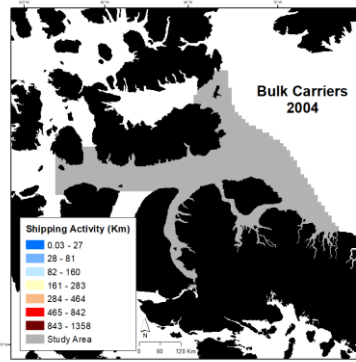 Bulk Carriers
2004
Shipping Activity (Km)
0.03 - 27
28 - 81
82 - 160
161 - 283
284 - 464
465 - 842
843 - 1358
Study Area
N
0
60
120 Km